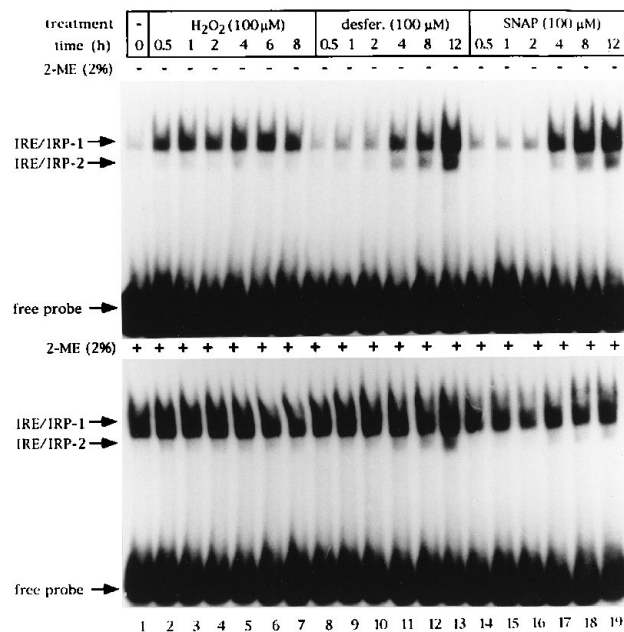 treatment - H₂O₂ (100 µM) desfer. (100 µM) SNAP (100 µM)
time (h) 0 0.5 1 2 4 6 8 0.5 1 2 4 8 12 0.5 1 2 4 8 12
2-ME (2%) - - - - - - - - - - - - - - - - - - -
IRE/IRP-1
IRE/IRP-2
free probe
2-ME (2%) + + + + + + + + + + + + + + + + + + +
IRE/IRP-1
IRE/IRP-2
free probe
1 2 3 4 5 6 7 8 9 10 11 12 13 14 15 16 17 18 19